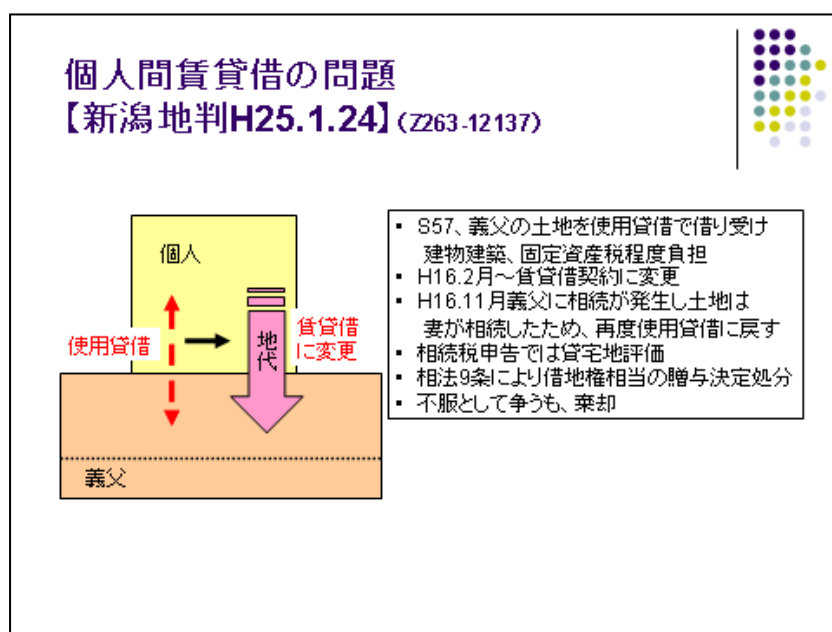 個人間賃貸借の問題
【新潟地判H25.1.24】(Z263-12137)
個人
使用貸借
地代
賃貸借
に変更
義父
・ S57、義父の土地を使用貸借で借り受け
建物建築、固定資産税程度負担
・ H16.2月～賃貸借契約に変更
・ H16.11月義父に相続が発生し土地は
妻が相続したため、再度使用貸借に戻す
・ 相続税申告では貸宅地評価
・ 相法9条により借地権相当の贈与決定処分
・ 不服として争うも、棄却